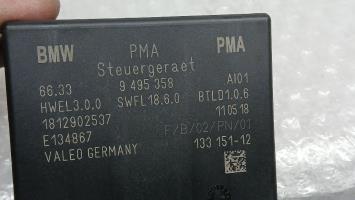 BMW PMA PMA
Steuergeraet
66.33 9 495 358 AI01
HWEL3.0.0 SWFL18.6.0 BTLD1.0.6
1812902537 110518
E134867 F/B/02/PN/01
VALEO GERMANY 133 151-12